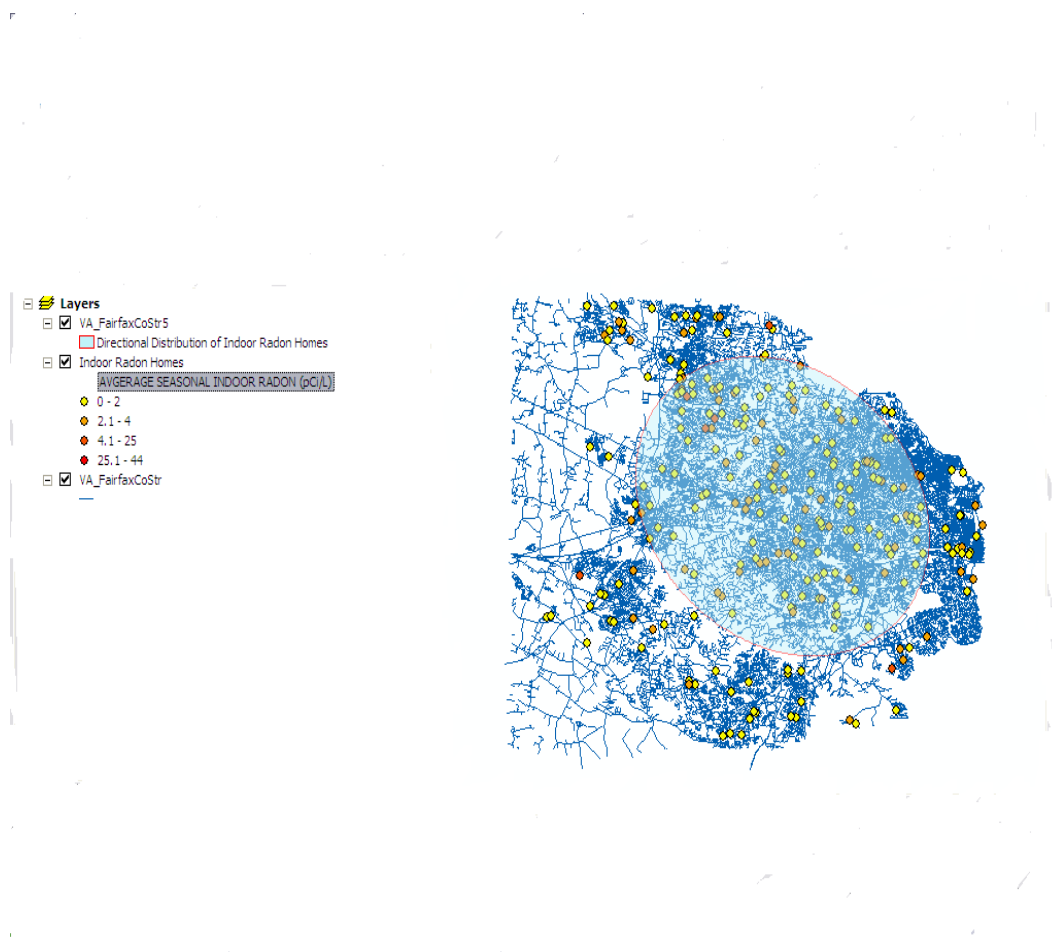 Layers
VA_FairfaxCoStr5
Directional Distribution of Indoor Radon Homes
Indoor Radon Homes
AVGERAGE SEASONAL INDOOR RADON (pCi/L)
0 - 2
2.1 - 4
4.1 - 25
25.1 - 44
VA_FairfaxCoStr